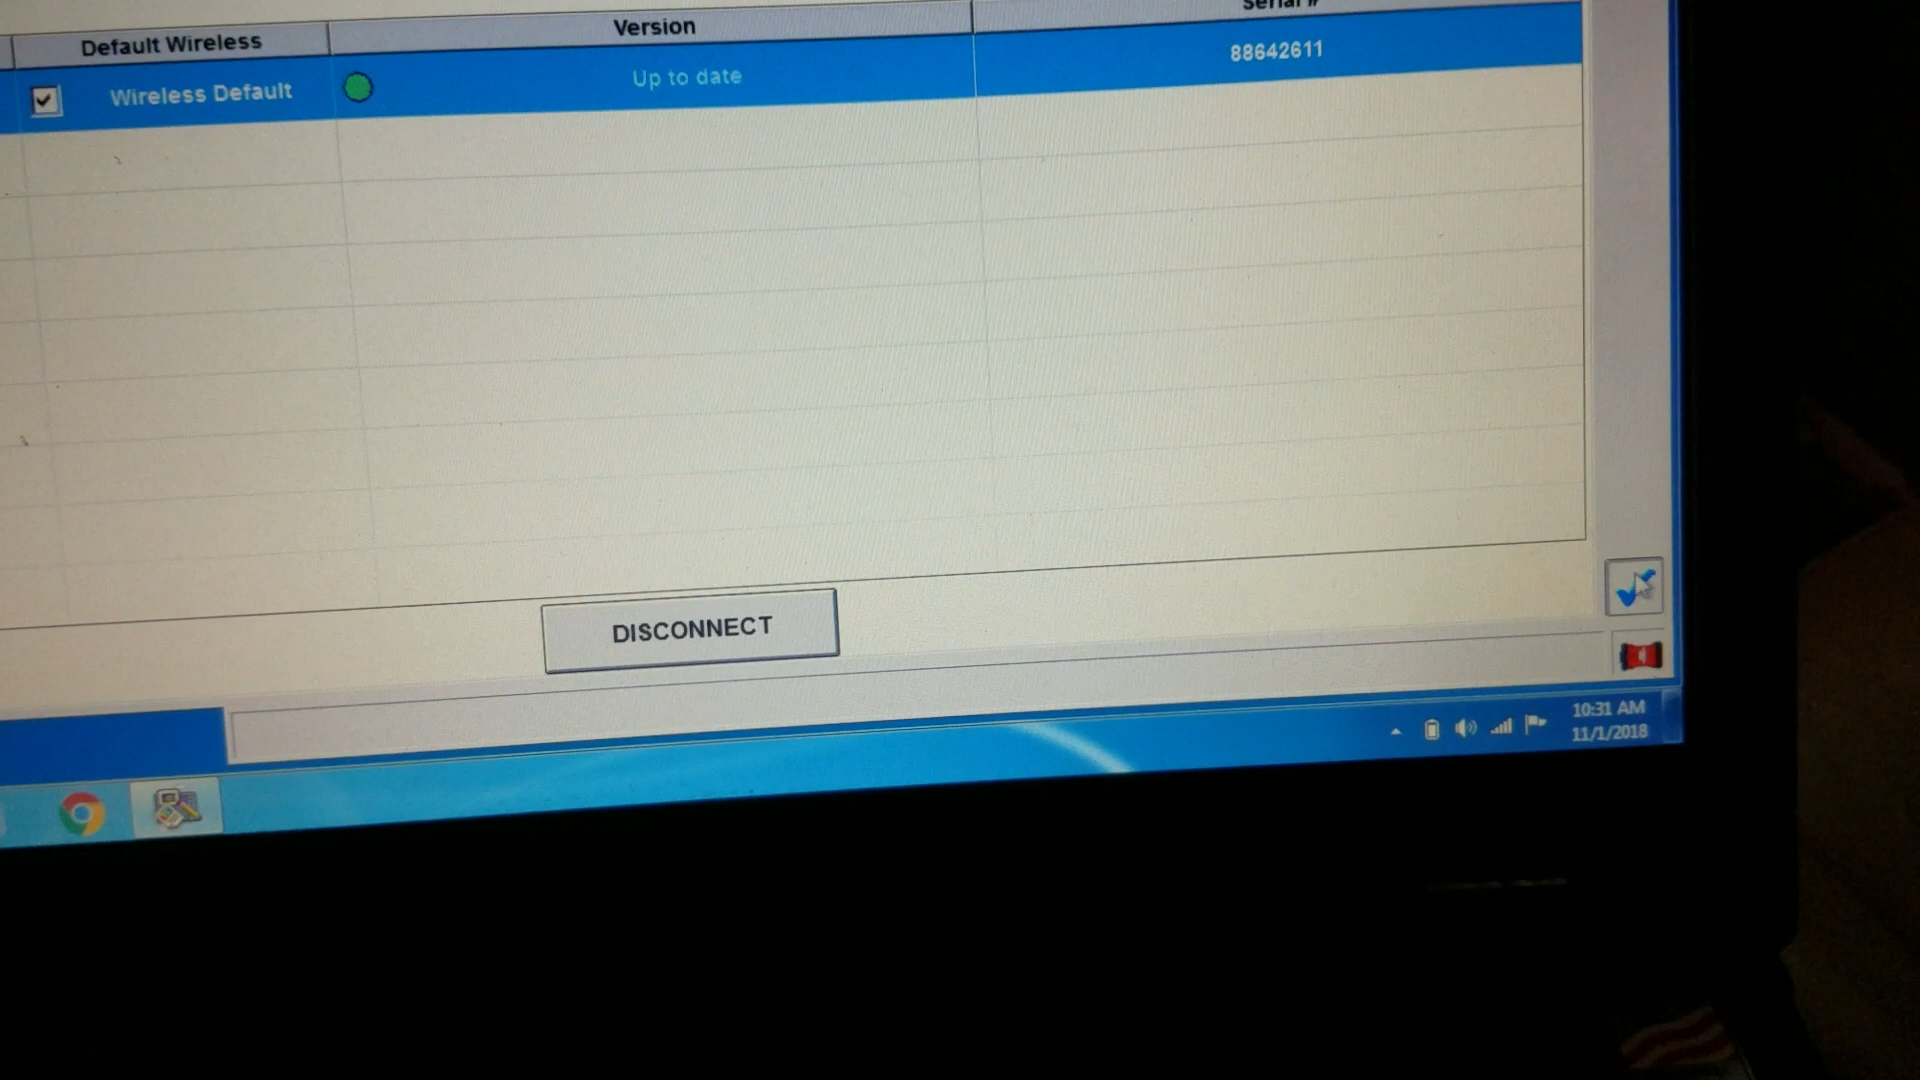 Default Wireless
Version
Serial #
Wireless Default
Up to date
88642611
DISCONNECT
10:31 AM
11/1/2018